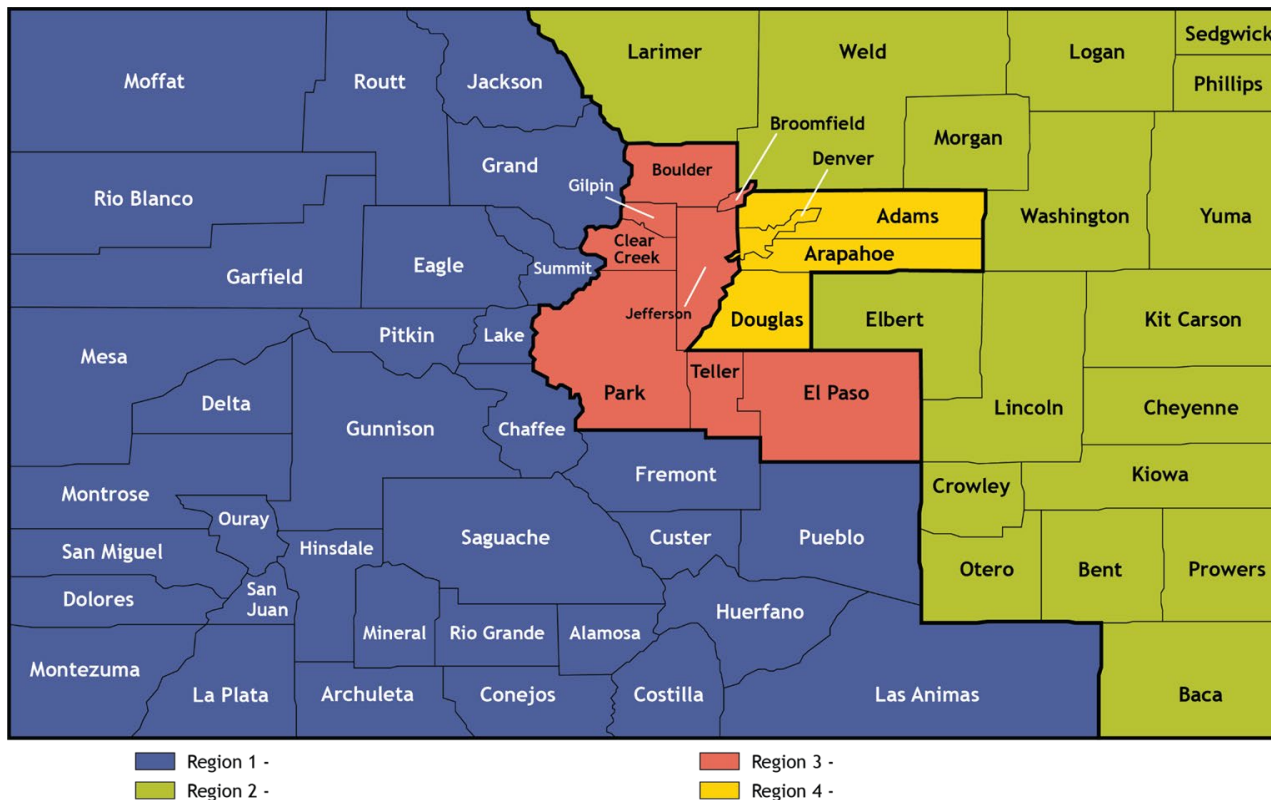 Moffat
Routt
Jackson
Larimer
Weld
Logan
Sedgwick
Phillips
Broomfield
Denver
Morgan
Grand
Boulder
Gilpin
Rio Blanco
Washington
Yuma
Adams
Clear
Creek
Arapahoe
Garfield
Eagle
Summit
Jefferson
Douglas
Elbert
Kit Carson
Mesa
Pitkin
Lake
Teller
Park
El Paso
Delta
Gunnison
Chaffee
Lincoln
Cheyenne
Montrose
Fremont
Crowley
Kiowa
Ouray
San Miguel
Hinsdale
Saguache
Custer
Pueblo
Otero
Bent
Prowers
Dolores
San
Juan
Mineral
Rio Grande
Alamosa
Huerfano
Montezuma
La Plata
Archuleta
Conejos
Costilla
Las Animas
Baca
Region 1 -
Region 3 -
Region 2 -
Region 4 -